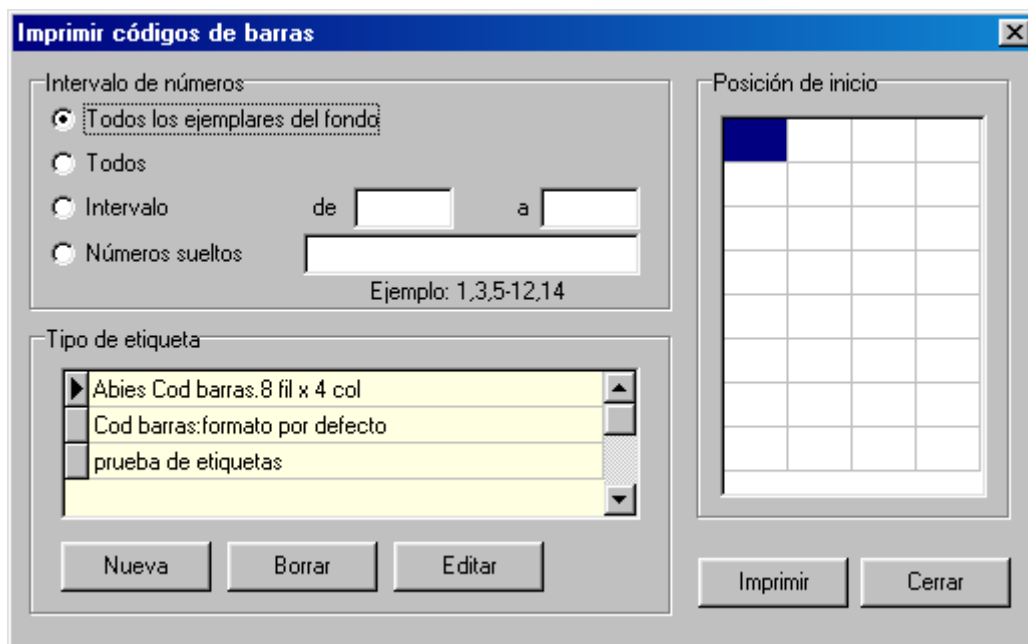 Imprimir códigos de barras
Intervalo de números
Todos los ejemplares del fondo
Todos
Intervalo de a
Números sueltos
Ejemplo: 1,3,5-12,14
Tipo de etiqueta
Abies Cod barras.8 fil x 4 col
Cod barras:formato por defecto
prueba de etiquetas
Nueva Borrar Editar
Posición de inicio
Imprimir Cerrar